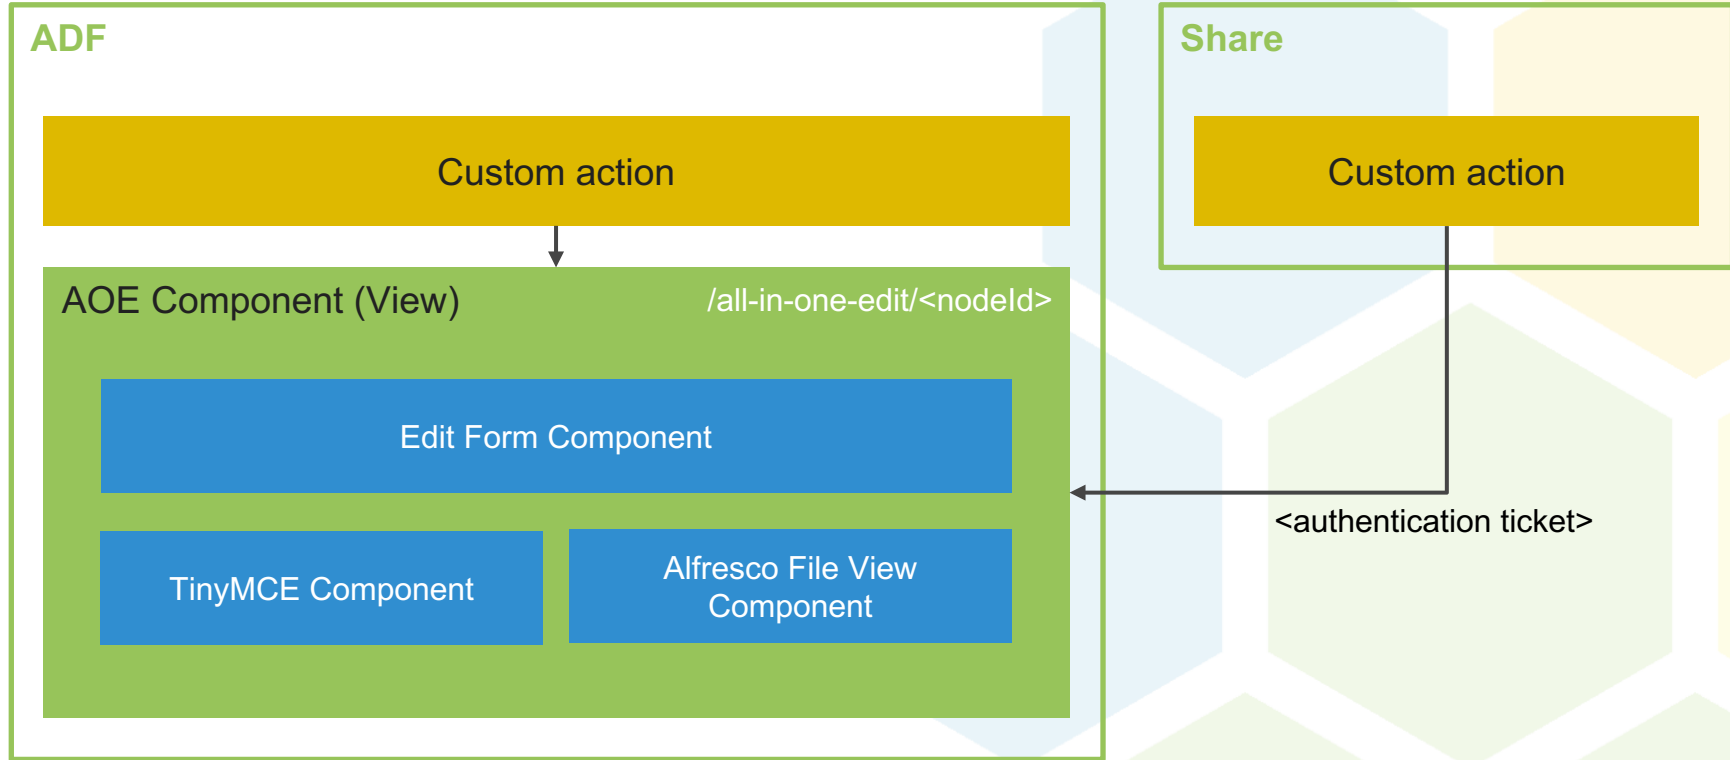 ADF
Custom action
AOE Component (View)
/all-in-one-edit/<nodeId>
Edit Form Component
TinyMCE Component
Alfresco File View
Component
Share
Custom action
<authentication ticket>